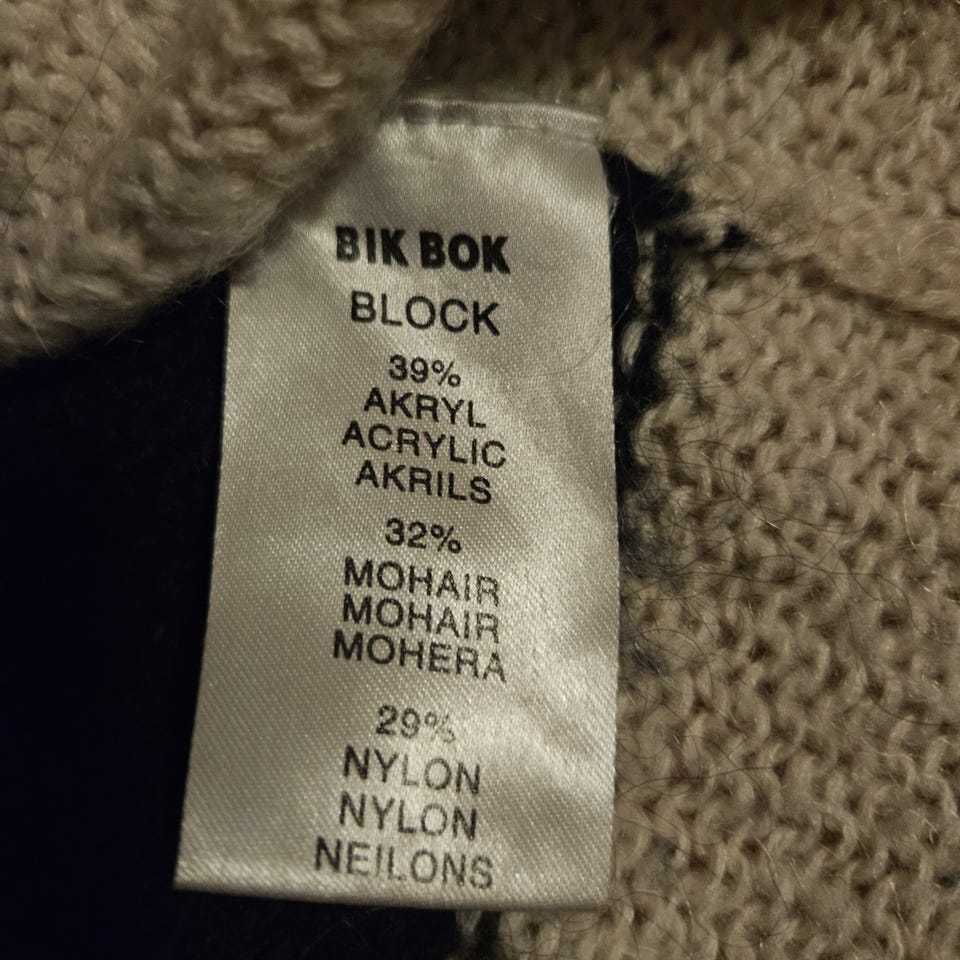 BIK BOK
BLOCK
39%
AKRYL
ACRYLIC
AKRILS
32%
MOHAIR
MOHAIR
MOHERA
29%
NYLON
NYLON
NEILONS